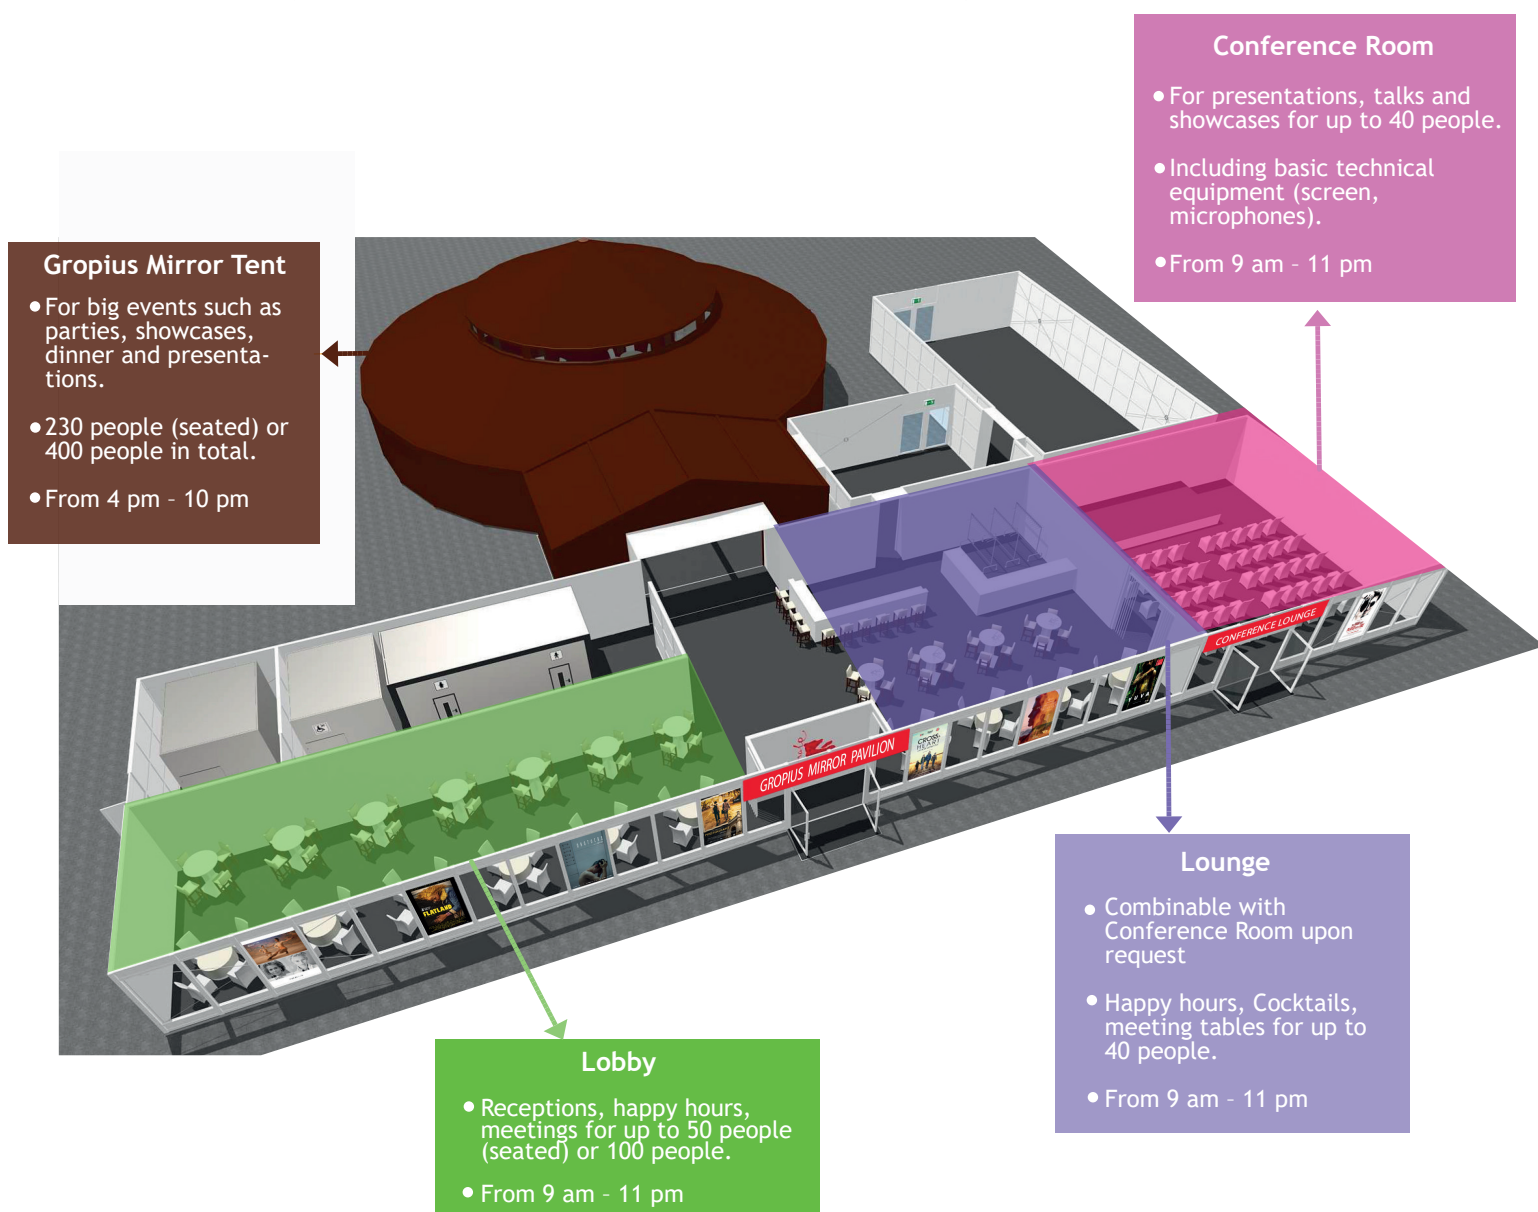 Conference Room
• For presentations, talks and
showcases for up to 40 people.
• Including basic technical
equipment (screen,
microphones).
• From 9 am – 11 pm
Gropius Mirror Tent
• For big events such as
parties, showcases,
dinner and presenta-
tions.
• 230 people (seated) or
400 people in total.
• From 4 pm – 10 pm
CONFERENCE LOUNGE
GROPIUS MIRROR PAVILION
CROSS
HEART
FLATLAND
Lounge
• Combinable with
Conference Room upon
request
• Happy hours, Cocktails,
meeting tables for up to
40 people.
• From 9 am – 11 pm
Lobby
• Receptions, happy hours,
meetings for up to 50 people
(seated) or 100 people.
• From 9 am – 11 pm